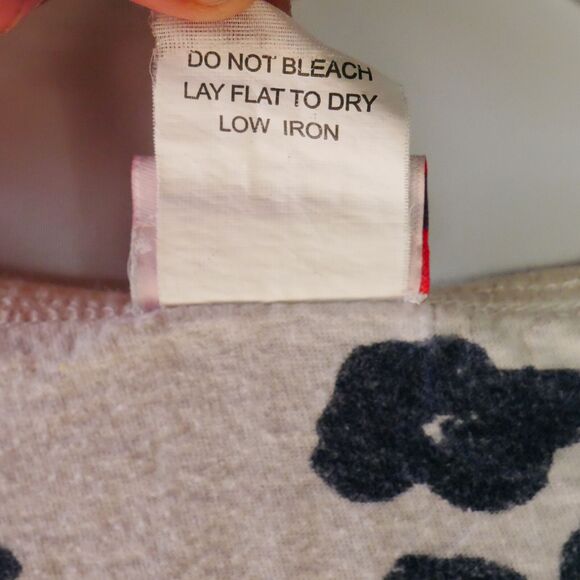 DO NOT BLEACH
LAY FLAT TO DRY
LOW IRON